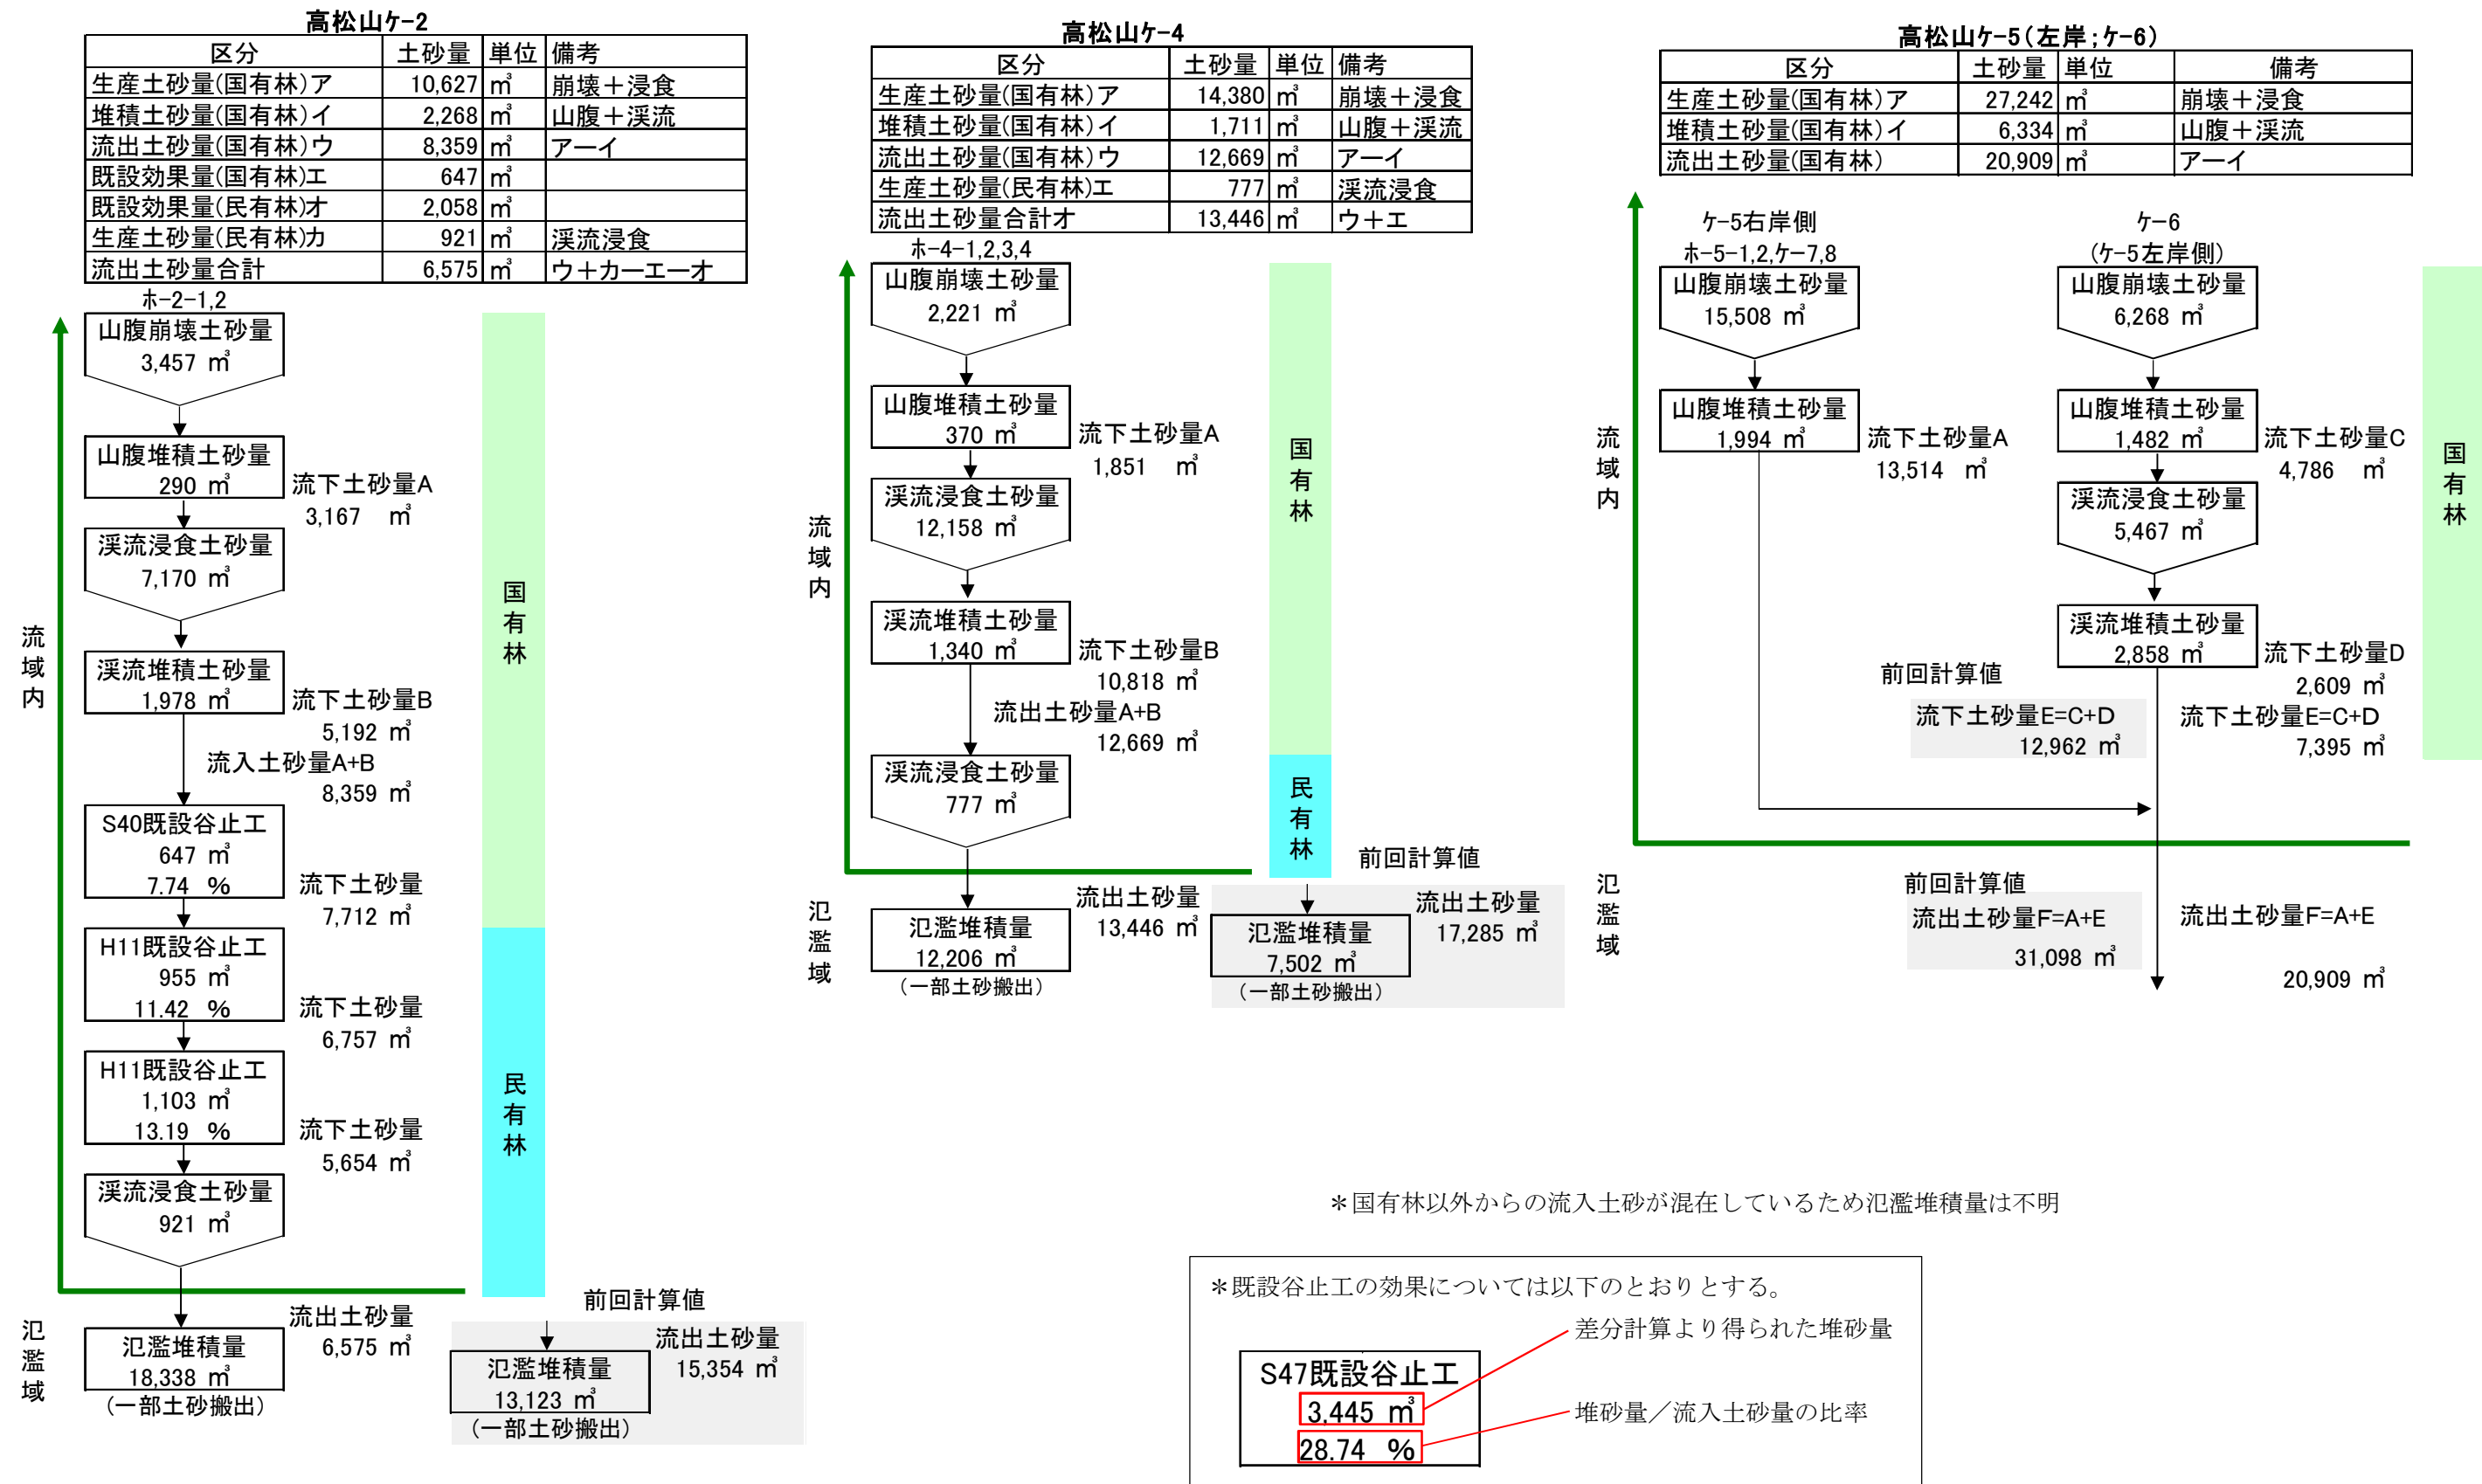 高松山ｹ-2
区分 土砂量 単位 備考
生産土砂量(国有林)ア 10,627 ㎥ 崩壊＋浸食
堆積土砂量(国有林)イ 2,268 ㎥ 山腹＋渓流
流出土砂量(国有林)ウ 8,359 ㎥ アーイ
既設効果量(国有林)エ 647 ㎥
既設効果量(民有林)オ 2,058 ㎥
生産土砂量(民有林)カ 921 ㎥ 渓流浸食
流出土砂量合計 6,575 ㎥ ウ＋カーエーオ
ﾎ-2-1,2
山腹崩壊土砂量
3,457 ㎥
山腹堆積土砂量
290 ㎥
流下土砂量A
3,167 ㎥
渓流浸食土砂量
7,170 ㎥
渓流堆積土砂量
1,978 ㎥
流下土砂量B
5,192 ㎥
流入土砂量A+B
8,359 ㎥
S40既設谷止工
647 ㎥
7.74 %
流下土砂量
7,712 ㎥
H11既設谷止工
955 ㎥
11.42 %
流下土砂量
6,757 ㎥
H11既設谷止工
1,103 ㎥
13.19 %
流下土砂量
5,654 ㎥
渓流浸食土砂量
921 ㎥
流出土砂量
6,575 ㎥
氾濫堆積量
18,338 ㎥
(一部土砂搬出)
流域内
氾濫域
国有林
民有林
前回計算値
流出土砂量
15,354 ㎥
氾濫堆積量
13,123 ㎥
(一部土砂搬出)
高松山ｹ-4
区分 土砂量 単位 備考
生産土砂量(国有林)ア 14,380 ㎥ 崩壊＋浸食
堆積土砂量(国有林)イ 1,711 ㎥ 山腹＋渓流
流出土砂量(国有林)ウ 12,669 ㎥ アーイ
生産土砂量(民有林)エ 777 ㎥ 渓流浸食
流出土砂量合計オ 13,446 ㎥ ウ＋エ
ﾎ-4-1,2,3,4
山腹崩壊土砂量
2,221 ㎥
山腹堆積土砂量
370 ㎥
流下土砂量A
1,851 ㎥
渓流浸食土砂量
12,158 ㎥
渓流堆積土砂量
1,340 ㎥
流下土砂量B
10,818 ㎥
流出土砂量A+B
12,669 ㎥
渓流浸食土砂量
777 ㎥
流出土砂量
13,446 ㎥
氾濫堆積量
12,206 ㎥
(一部土砂搬出)
流域内
氾濫域
国有林
民有林
前回計算値
流出土砂量
17,285 ㎥
氾濫堆積量
7,502 ㎥
(一部土砂搬出)
高松山ｹ-5(左岸;ｹ-6)
区分 土砂量 単位 備考
生産土砂量(国有林)ア 27,242 ㎥ 崩壊＋浸食
堆積土砂量(国有林)イ 6,334 ㎥ 山腹＋渓流
流出土砂量(国有林) 20,909 ㎥ アーイ
ｹ-5右岸側
ﾎ-5-1,2,ｹ-7,8
山腹崩壊土砂量
15,508 ㎥
山腹堆積土砂量
1,994 ㎥
流下土砂量A
13,514 ㎥
ｹ-6
(ｹ-5左岸側)
山腹崩壊土砂量
6,268 ㎥
山腹堆積土砂量
1,482 ㎥
流下土砂量C
4,786 ㎥
渓流浸食土砂量
5,467 ㎥
渓流堆積土砂量
2,858 ㎥
流下土砂量D
2,609 ㎥
前回計算値
流下土砂量E=C+D
12,962 ㎥
流下土砂量E=C+D
7,395 ㎥
前回計算値
流出土砂量F=A+E
31,098 ㎥
流出土砂量F=A+E
20,909 ㎥
流域内
氾濫域
国有林
＊国有林以外からの流入土砂が混在しているため氾濫堆積量は不明
＊既設谷止工の効果については以下のとおりとする。
差分計算より得られた堆砂量
S47既設谷止工
3,445 ㎥
28.74 %
堆砂量／流入土砂量の比率